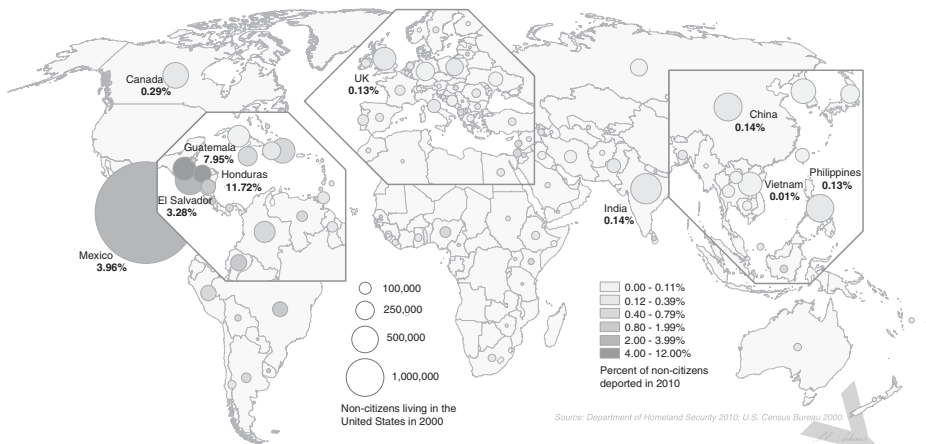 Canada
0.29%
UK
0.13%
China
0.14%
Guatemala
7.95%
Honduras
11.72%
El Salvador
3.28%
Mexico
3.96%
India
0.14%
Vietnam
0.01%
Philippines
0.13%
100,000
250,000
500,000
1,000,000
Non-citizens living in the
United States in 2000
0.00 - 0.11%
0.12 - 0.39%
0.40 - 0.79%
0.80 - 1.99%
2.00 - 3.99%
4.00 - 12.00%
Percent of non-citizens
deported in 2010
Source: Department of Homeland Security 2010; U.S. Census Bureau 2000.